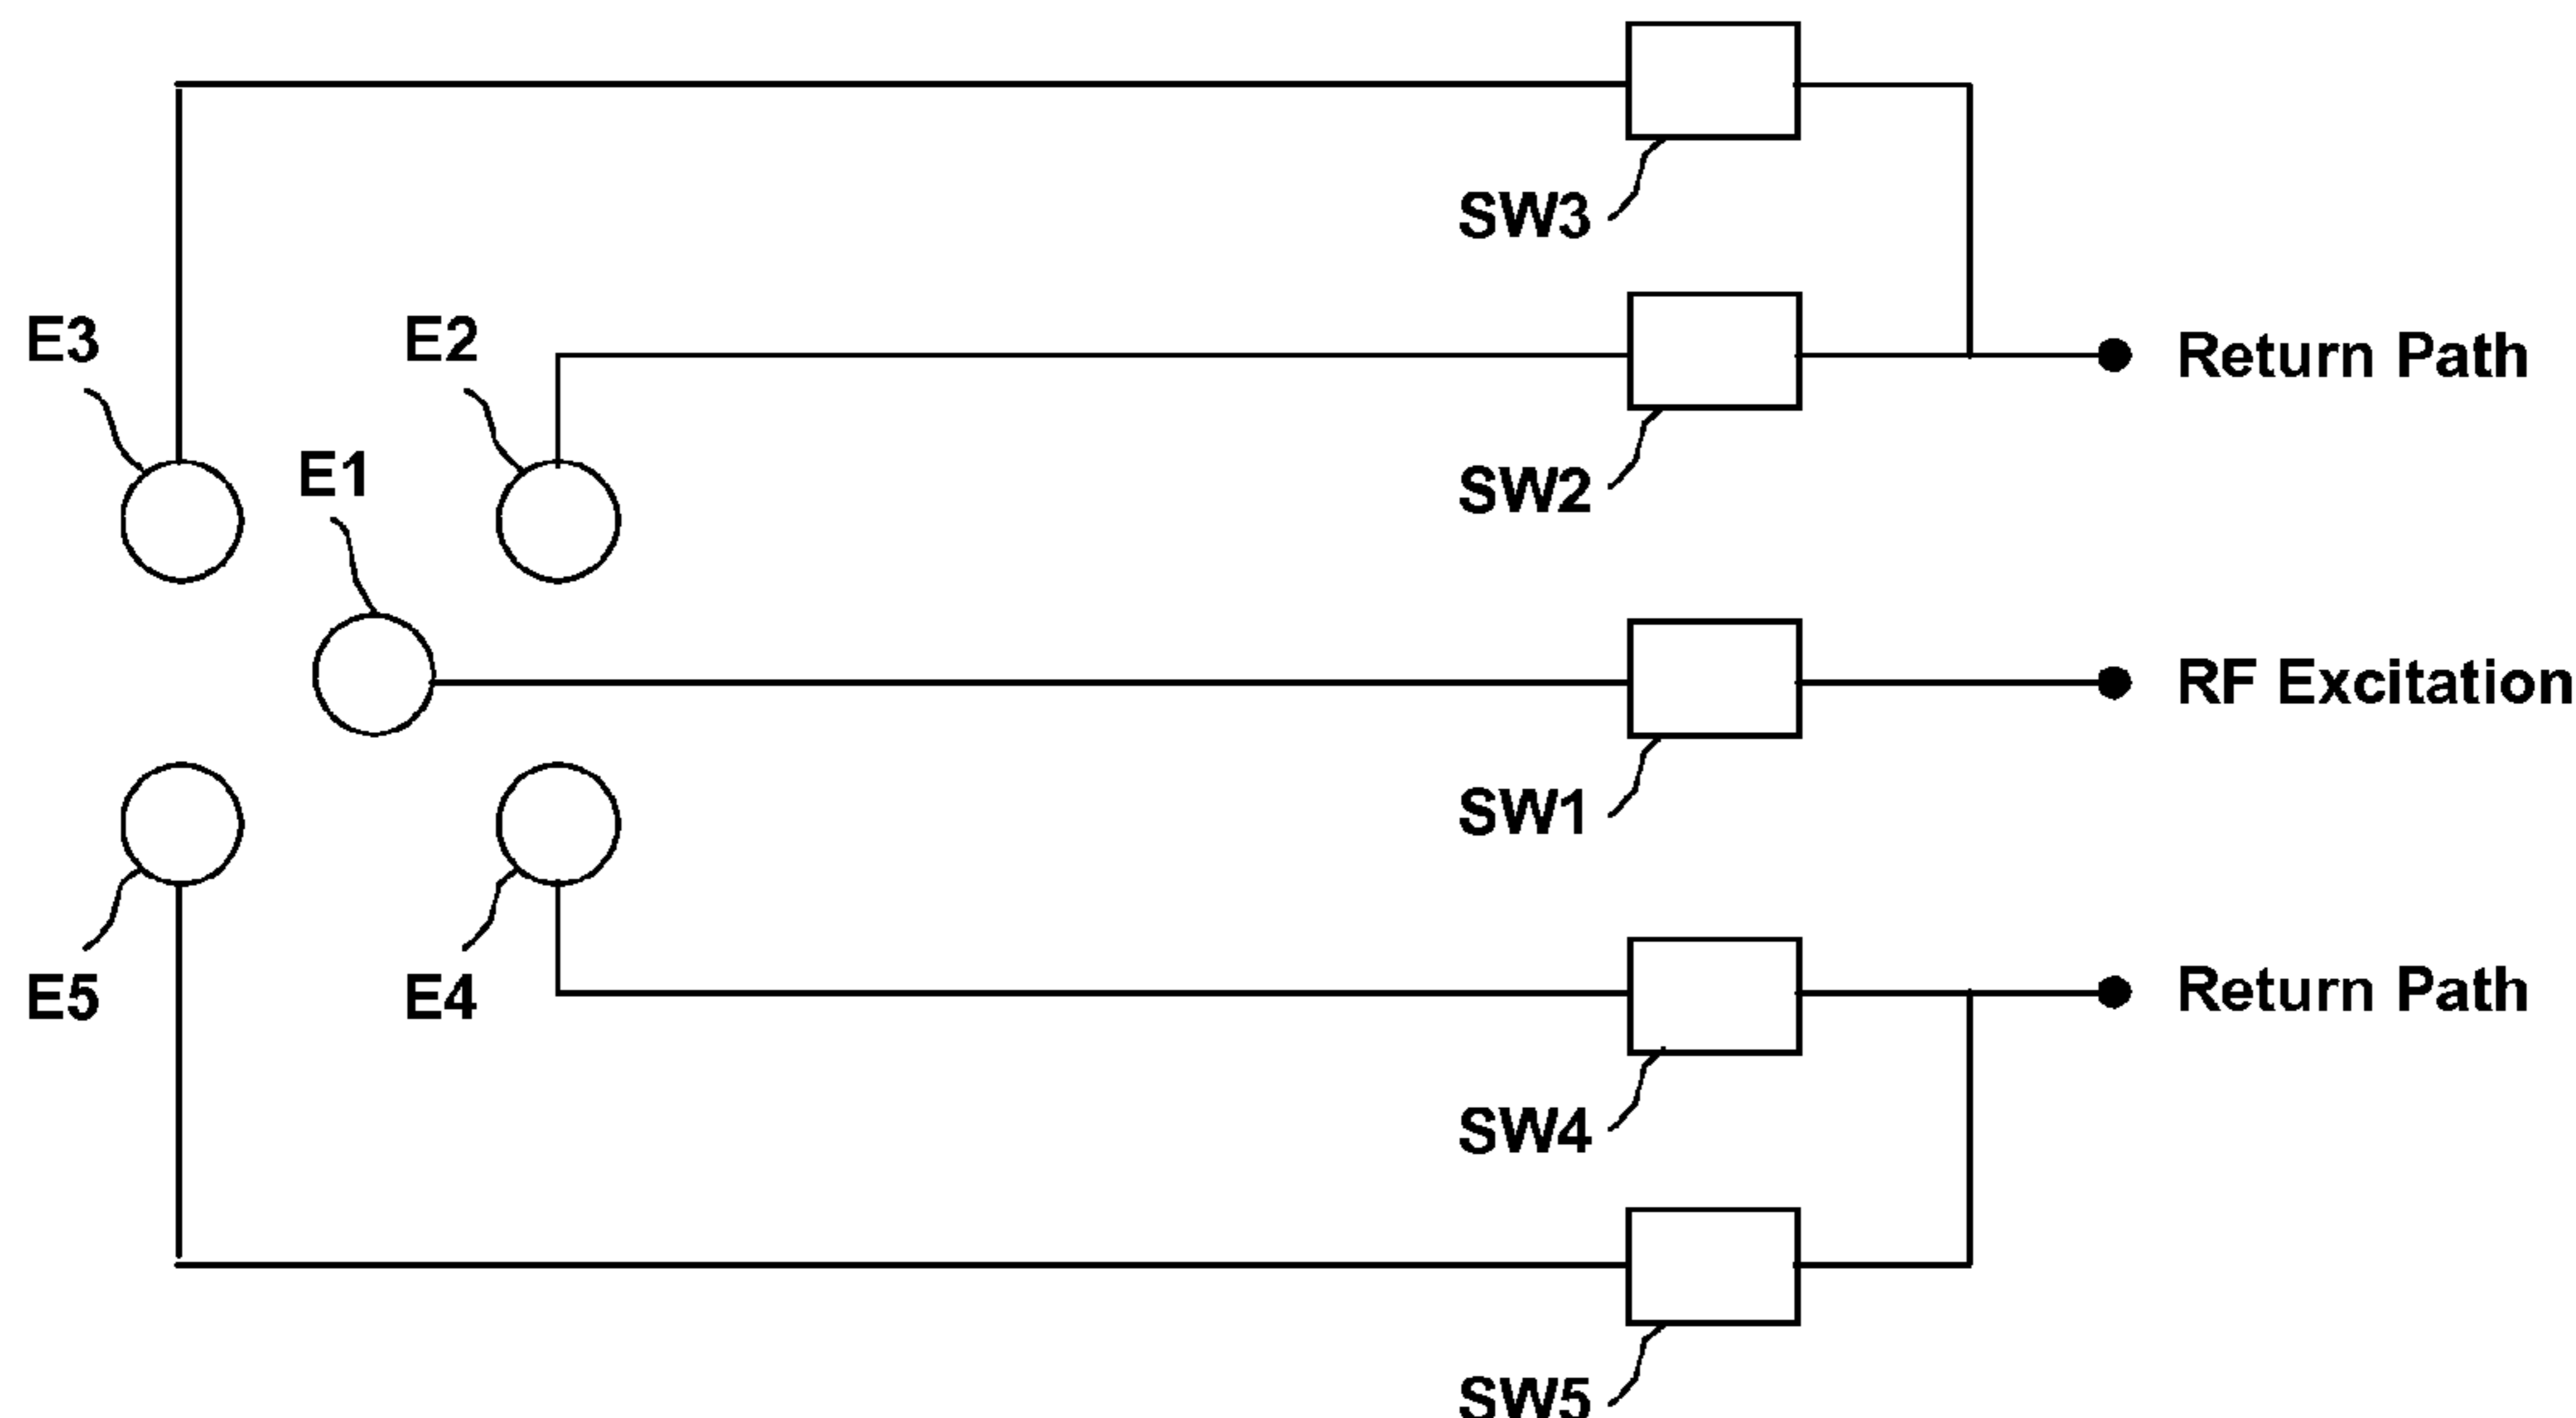 SW3
E3
E2
Return Path
E1
SW2
RF Excitation
SW1
E5
E4
Return Path
SW4
SW5